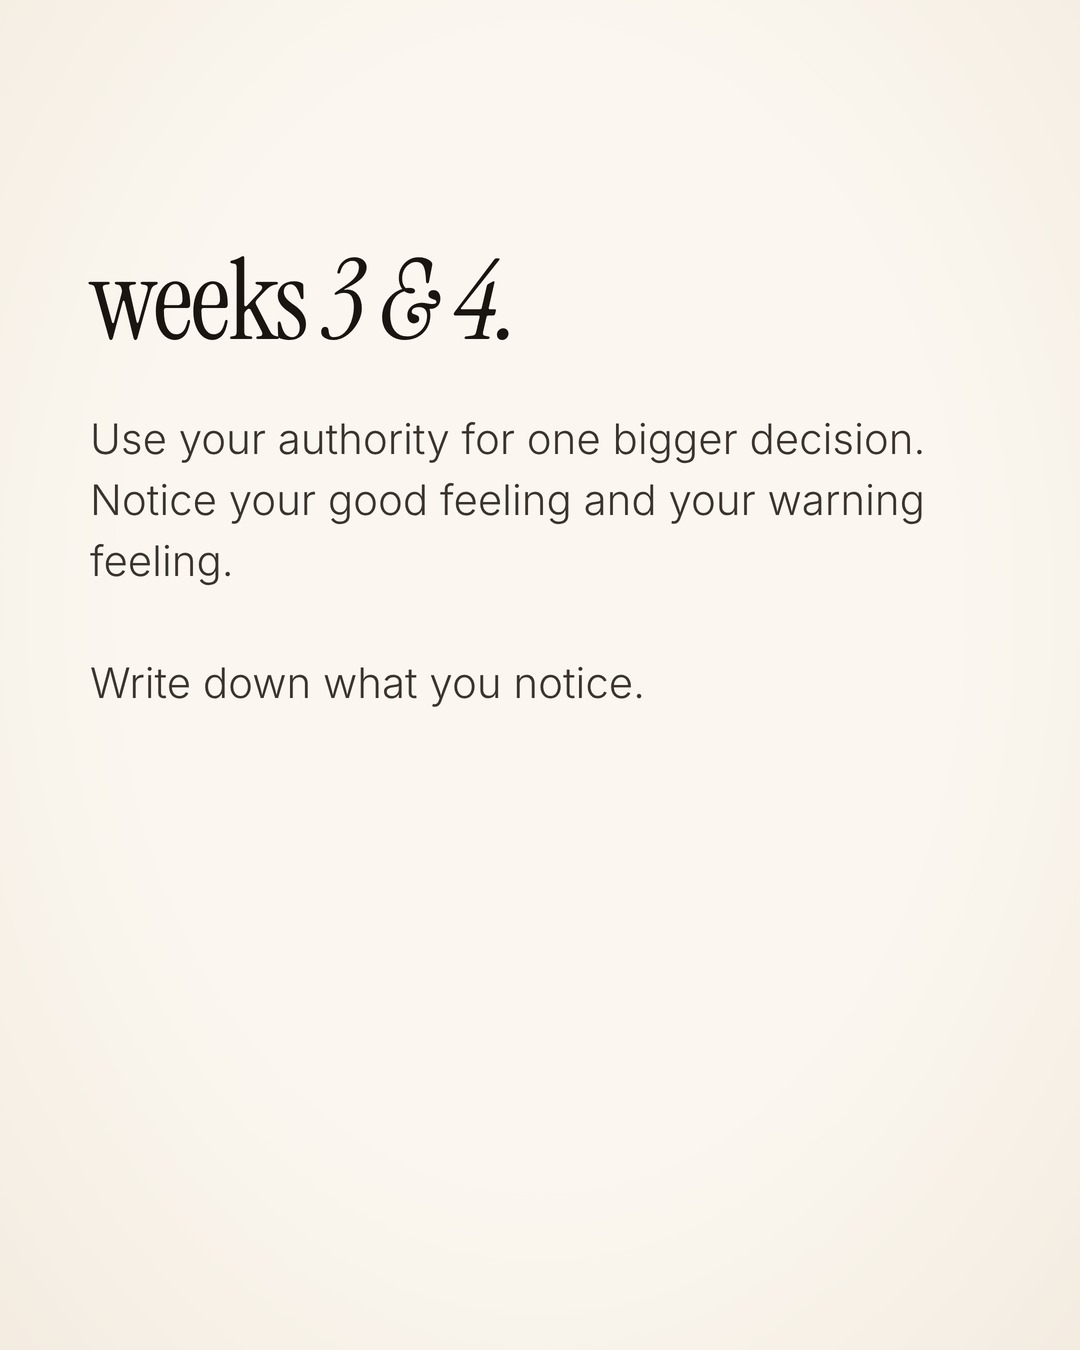 weeks 3 & 4.
Use your authority for one bigger decision.
Notice your good feeling and your warning
feeling.
Write down what you notice.